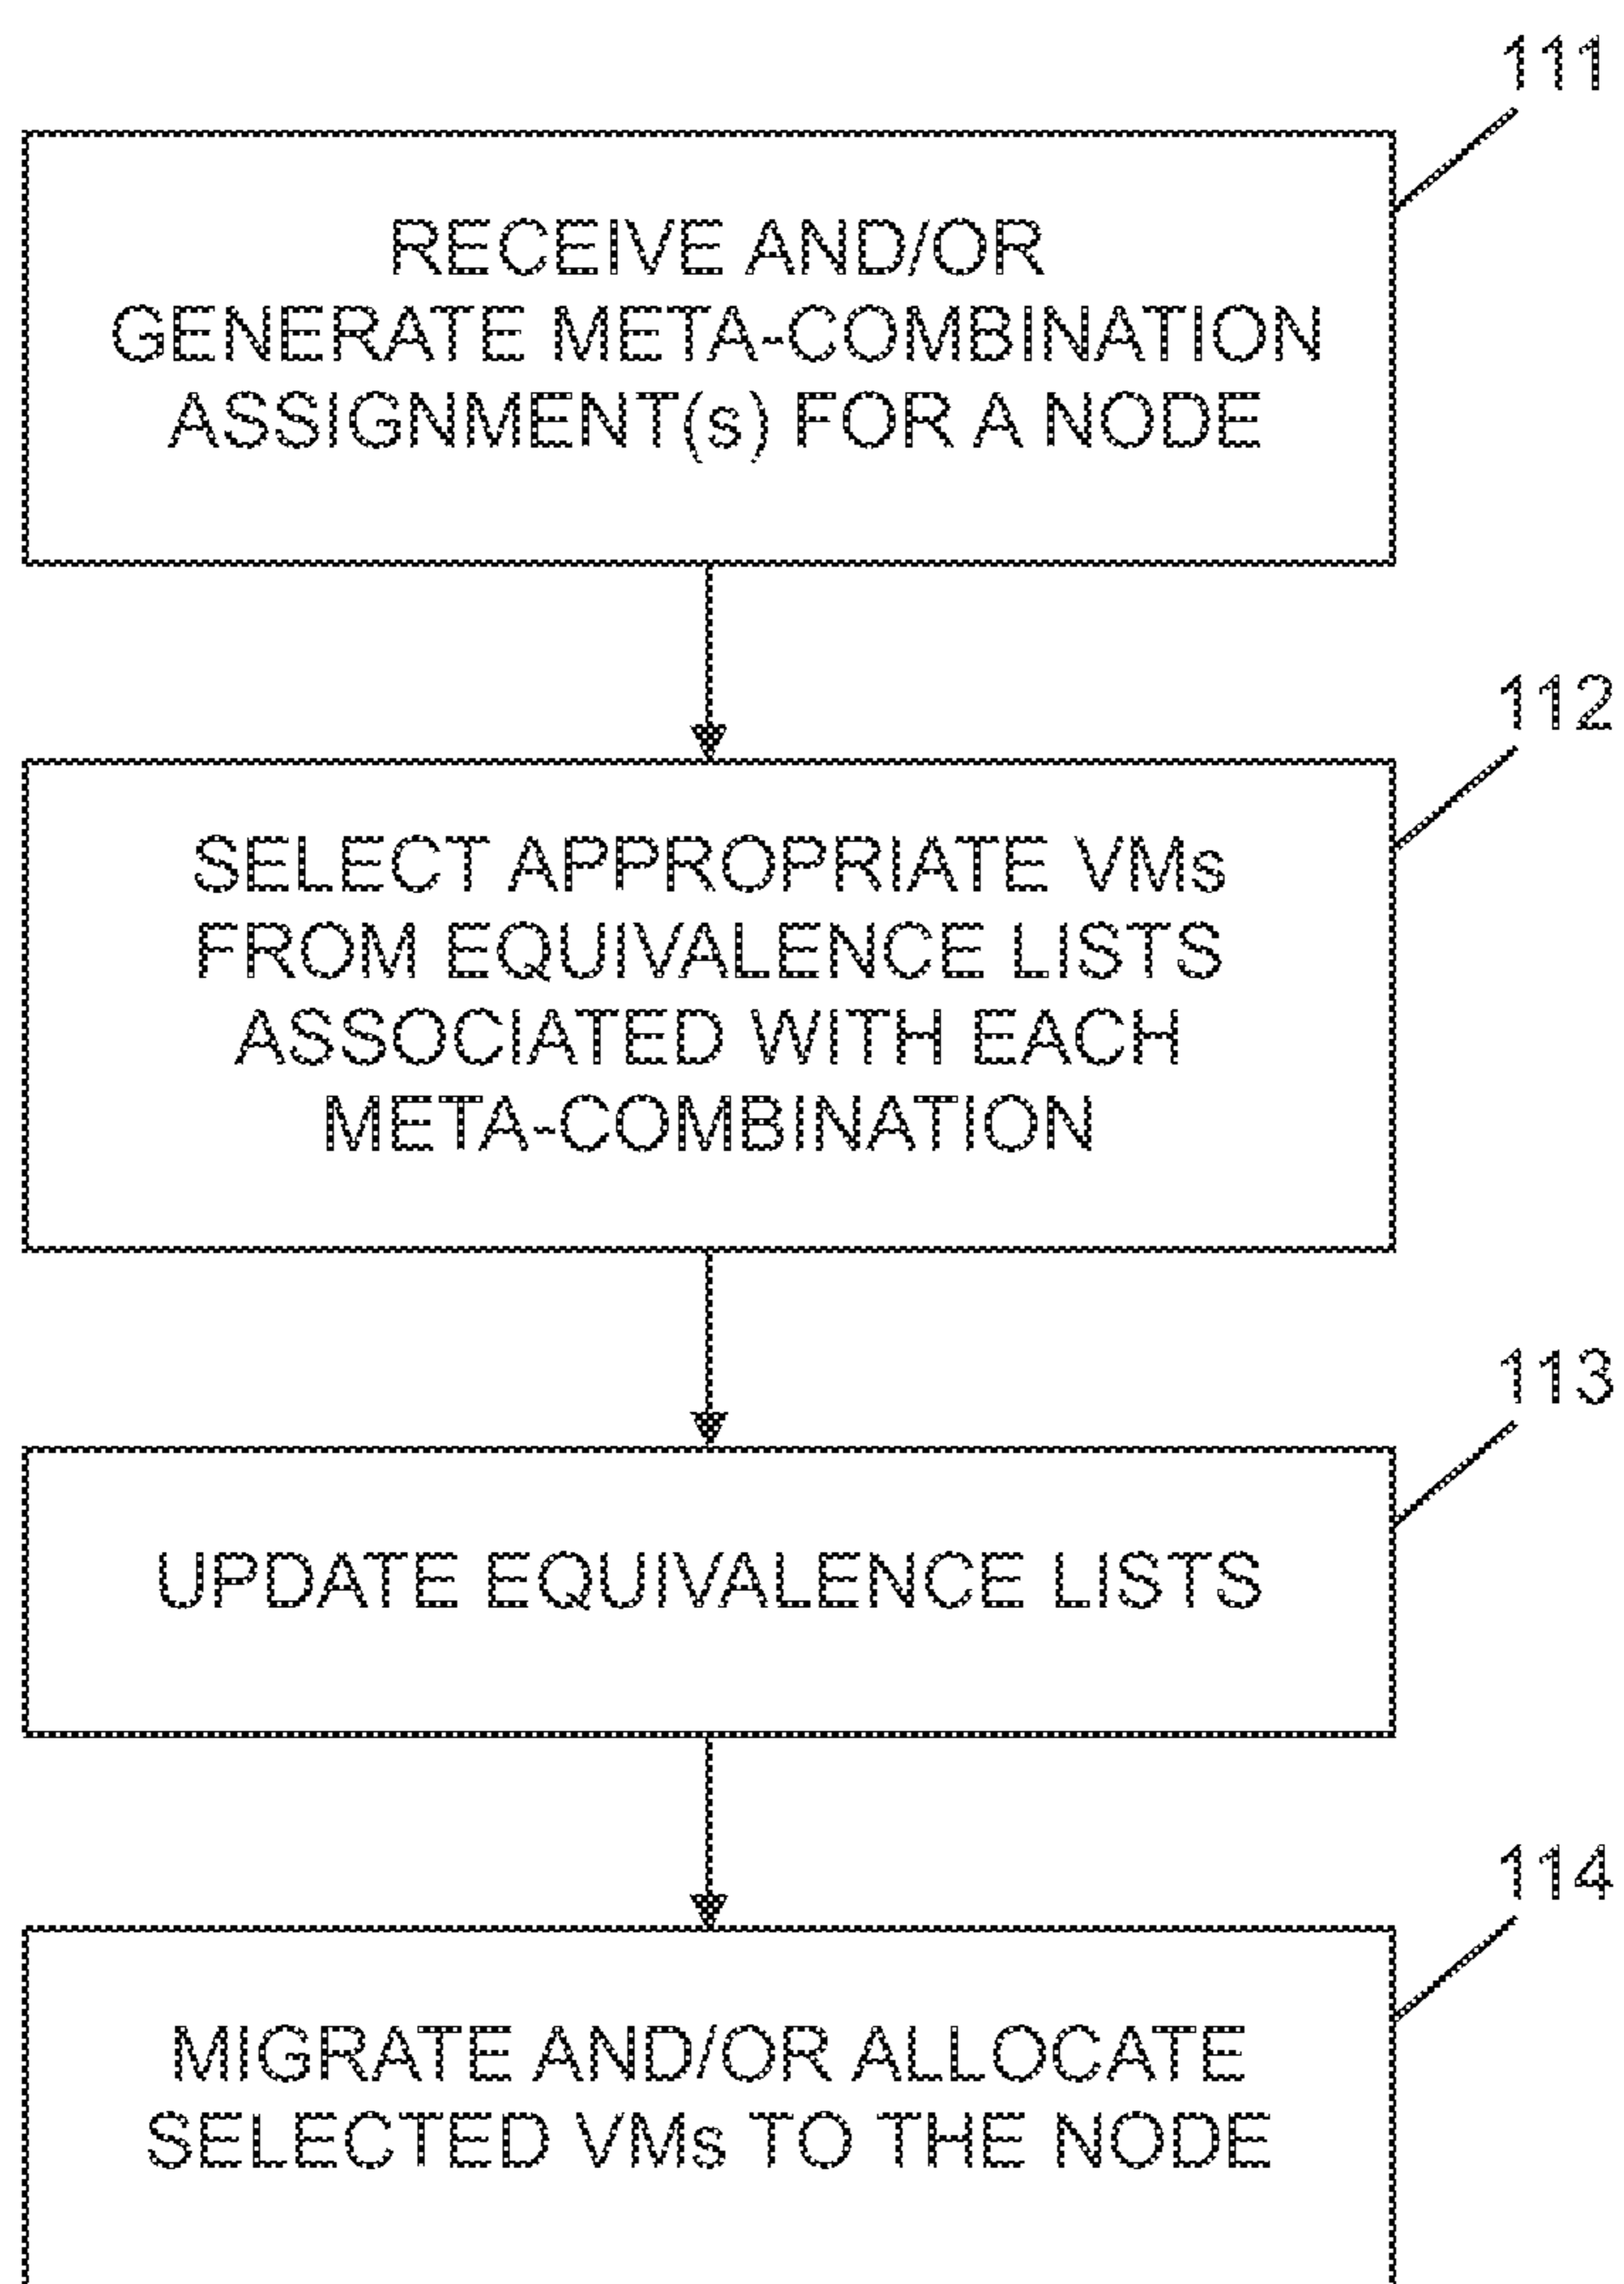 111
RECEIVE AND/OR
GENERATE META-COMBINATION
ASSIGNMENT(s) FOR A NODE
112
SELECT APPROPRIATE VMs
FROM EQUIVALENCE LISTS
ASSOCIATED WITH EACH
META-COMBINATION
113
UPDATE EQUIVALENCE LISTS
114
MIGRATE AND/OR ALLOCATE
SELECTED VMs TO THE NODE